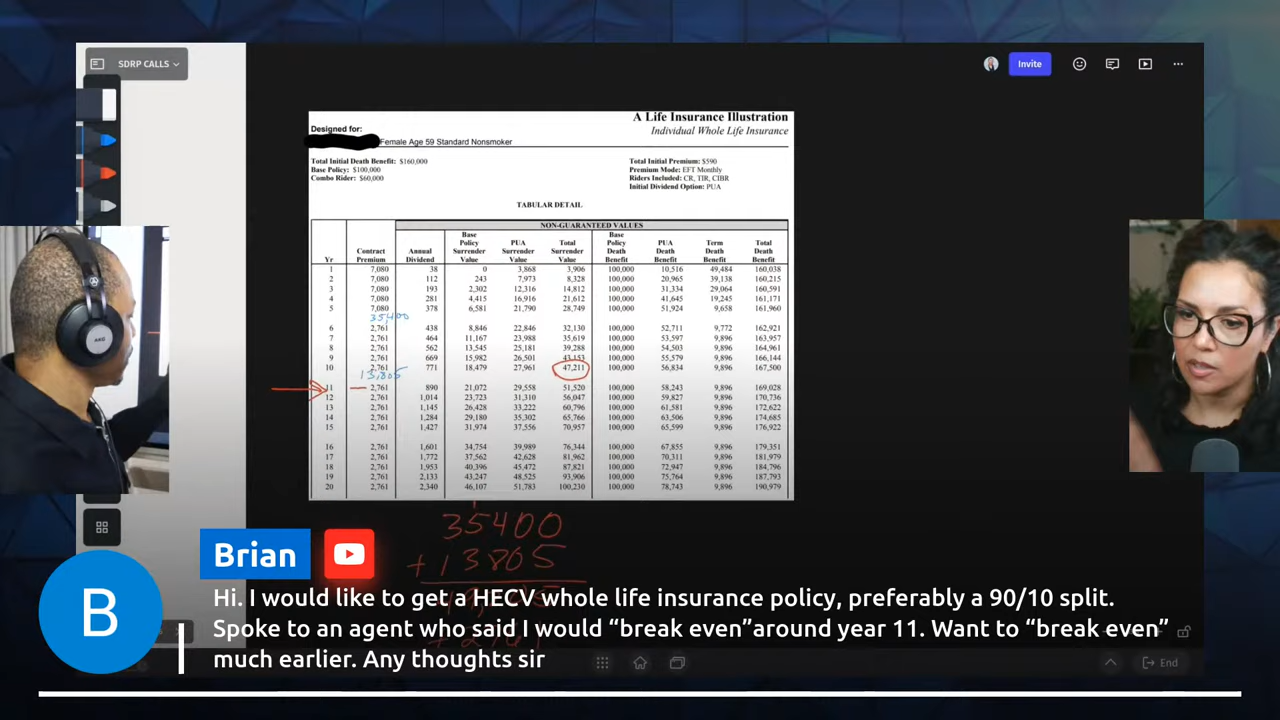 SDRP CALLS
Invite
A Life Insurance Illustration
Individual Whole Life Insurance
Designed for:
Female Age 59 Standard Nonsmoker
Total Initial Death Benefit: $160,000
Base Policy: $100,000
Combo Rider: $60,000
Total Initial Premium: $590
Premium Mode: EFT Monthly
Riders Included: CR, TIR, CIBR
Initial Dividend Option: PUA
TABULAR DETAIL
NON-GUARANTEED VALUES
Yr Contract Premium Annual Dividend Base Policy Surrender Value PUA Surrender Value Total Surrender Value Base Policy Death Benefit PUA Death Benefit Term Death Benefit Total Death Benefit
1 7,080 38 0 3,868 3,906 100,000 10,516 49,484 160,038
2 7,080 112 243 7,973 8,328 100,000 20,965 39,138 160,215
3 7,080 193 2,302 12,316 14,812 100,000 31,334 29,064 160,591
4 7,080 281 4,415 16,916 21,612 100,000 41,645 19,245 161,171
5 7,080 378 6,581 21,790 28,749 100,000 51,924 9,658 161,960
35,400
6 2,761 438 8,846 22,846 32,130 100,000 52,711 9,772 162,921
7 2,761 464 11,167 23,988 35,619 100,000 53,597 9,896 163,957
8 2,761 562 13,545 25,181 39,288 100,000 54,503 9,896 164,961
9 2,761 669 15,982 26,501 43,153 100,000 55,579 9,896 166,144
10 2,761 771 18,479 27,961 47,211 100,000 56,834 9,896 167,500
13,805
11 2,761 890 21,072 29,558 51,520 100,000 58,243 9,896 169,028
12 2,761 1,014 23,723 31,310 56,047 100,000 59,827 9,896 170,736
13 2,761 1,145 26,428 33,222 60,796 100,000 61,581 9,896 172,622
14 2,761 1,284 29,180 35,302 65,766 100,000 63,506 9,896 174,685
15 2,761 1,427 31,974 37,556 70,957 100,000 65,599 9,896 176,922
16 2,761 1,601 34,754 39,989 76,344 100,000 67,855 9,896 179,351
17 2,761 1,772 37,562 42,628 81,962 100,000 70,311 9,896 181,979
18 2,761 1,953 40,396 45,472 87,821 100,000 72,947 9,896 184,796
19 2,761 2,133 43,247 48,525 93,906 100,000 75,764 9,896 187,793
20 2,761 2,340 46,107 51,783 100,230 100,000 78,743 9,896 190,979
35400
+13805
Brian
B
Hi. I would like to get a HECV whole life insurance policy, preferably a 90/10 split.
Spoke to an agent who said I would “break even”around year 11. Want to “break even”
much earlier. Any thoughts sir
End